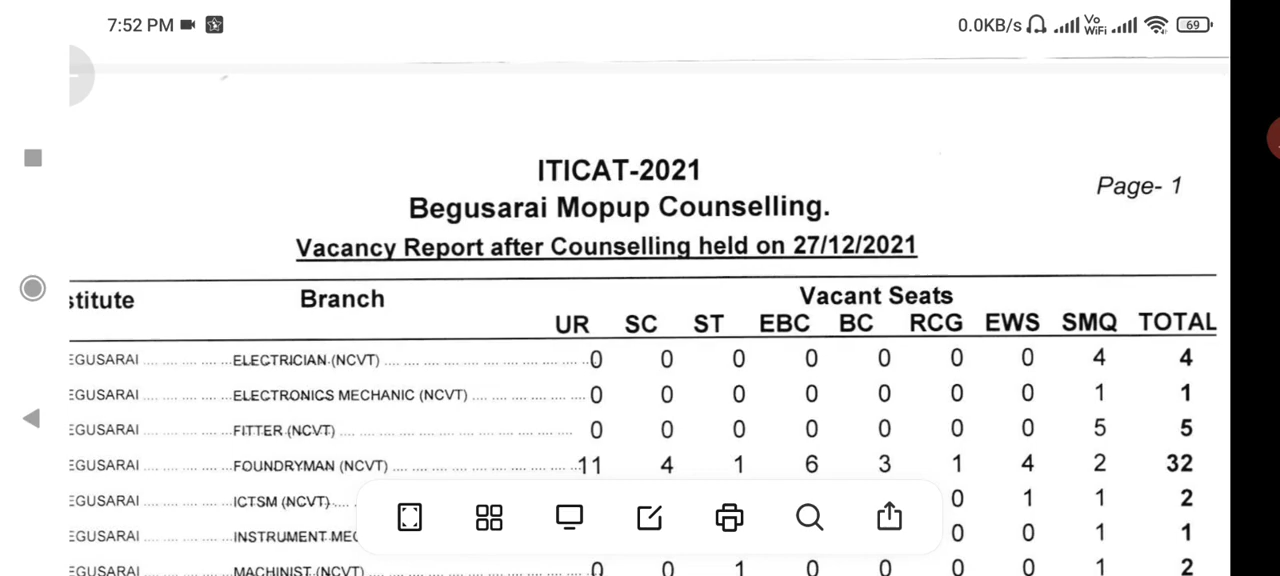 7:52 PM
0.0KB/s Vo WiFi 69
ITICAT-2021
Page- 1
Begusarai Mopup Counselling.
Vacancy Report after Counselling held on 27/12/2021
stitute Branch Vacant Seats
UR SC ST EBC BC RCG EWS SMQ TOTAL
EGUSARAI ELECTRICIAN (NCVT) 0 0 0 0 0 0 0 4 4
EGUSARAI ELECTRONICS MECHANIC (NCVT) 0 0 0 0 0 0 0 1 1
EGUSARAI FITTER (NCVT) 0 0 0 0 0 0 0 5 5
EGUSARAI FOUNDRYMAN (NCVT) 11 4 1 6 3 1 4 2 32
EGUSARAI ICTSM (NCVT) 0 1 1 2
EGUSARAI INSTRUMENT MEC 0 0 1 1
EGUSARAI MACHINIST (NCVT) 0 0 1 0 0 0 0 1 2